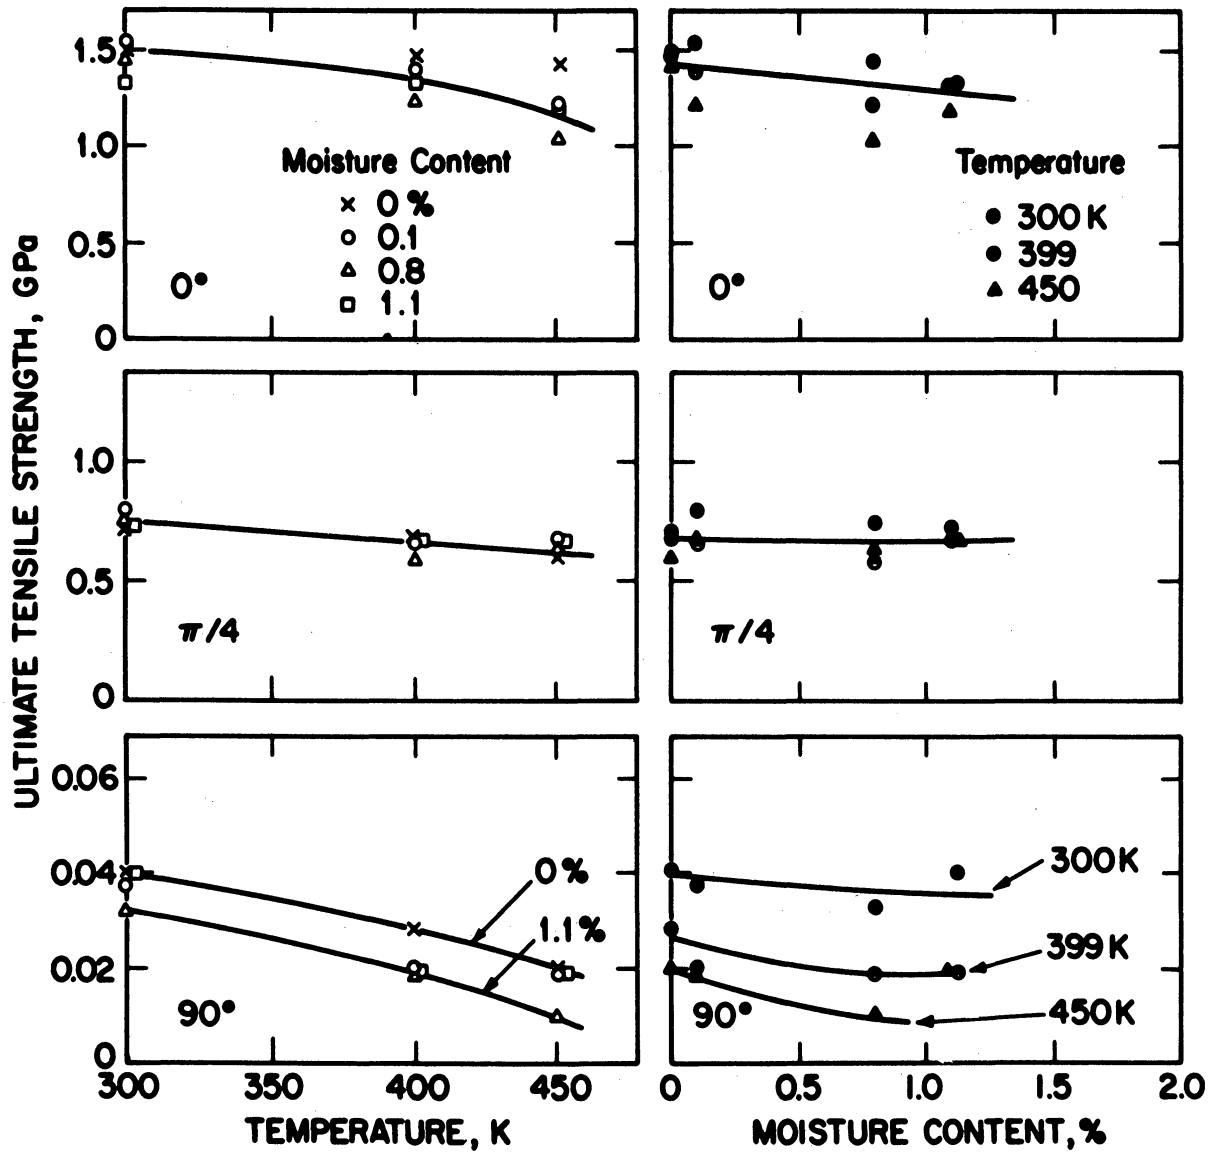 ULTIMATE TENSILE STRENGTH, GPa
1.5
1.0
0.5
0
Moisture Content
× 0%
○ 0.1
△ 0.8
□ 1.1
0°
Temperature
● 300K
● 399
▲ 450
0°
1.0
0.5
0
π/4
π/4
0.06
0.04
0.02
0
0%
1.1%
90°
300K
399K
450K
90°
300 350 400 450
0 0.5 1.0 1.5 2.0
TEMPERATURE, K
MOISTURE CONTENT, %